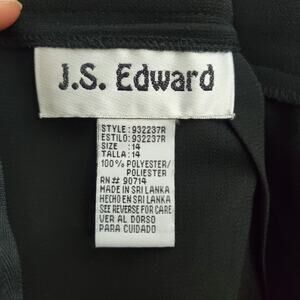 J.S. Edward
STYLE: 932237R
ESTILO: 932237R
SIZE : 14
TALLA : 14
100% POLYESTER/
POLIESTER
RN# 90714
MADE IN SRI LANKA
HECHO EN SRI LANKA
SEE REVERSE FOR CARE
VER AL DORSO
PARA CUIDADO